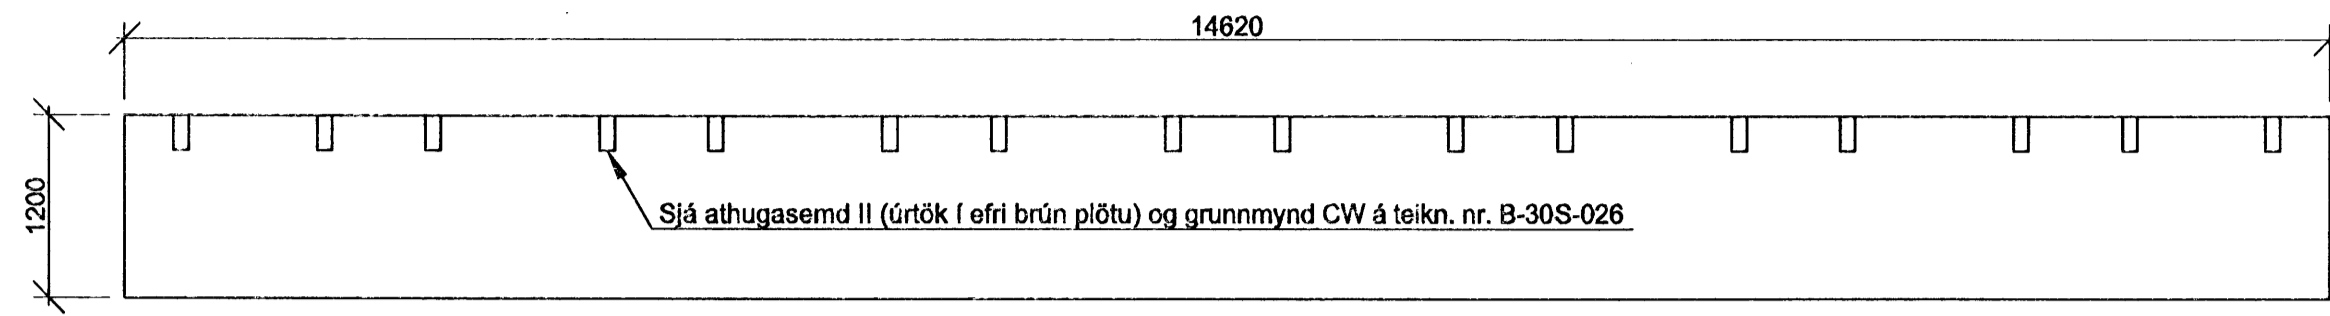 14620
1200
Sjá athugasemd II (úrtök í efri brún plötu) og grunnmynd CW á teikn. nr. B-30S-026